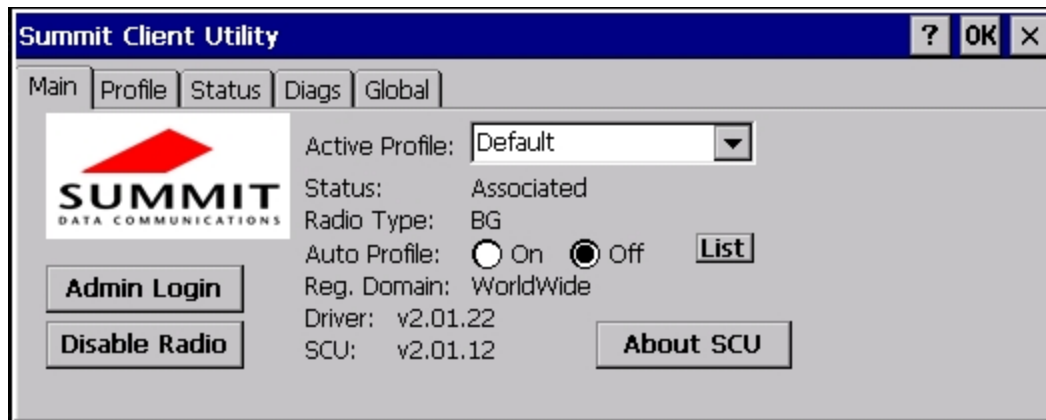 Summit Client Utility ? OK ×
Main Profile Status Diags Global
SUMMIT
DATA COMMUNICATIONS
Active Profile: Default
Status: Associated
Radio Type: BG
Auto Profile: On Off List
Reg. Domain: WorldWide
Driver: v2.01.22
SCU: v2.01.12
Admin Login
Disable Radio
About SCU